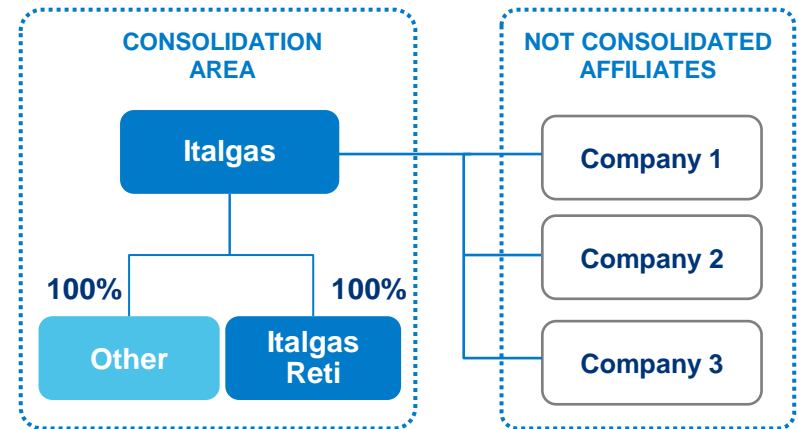 CONSOLIDATION
AREA
Italgas
100%
100%
Other
Italgas
Reti
NOT CONSOLIDATED
AFFILIATES
Company 1
Company 2
Company 3